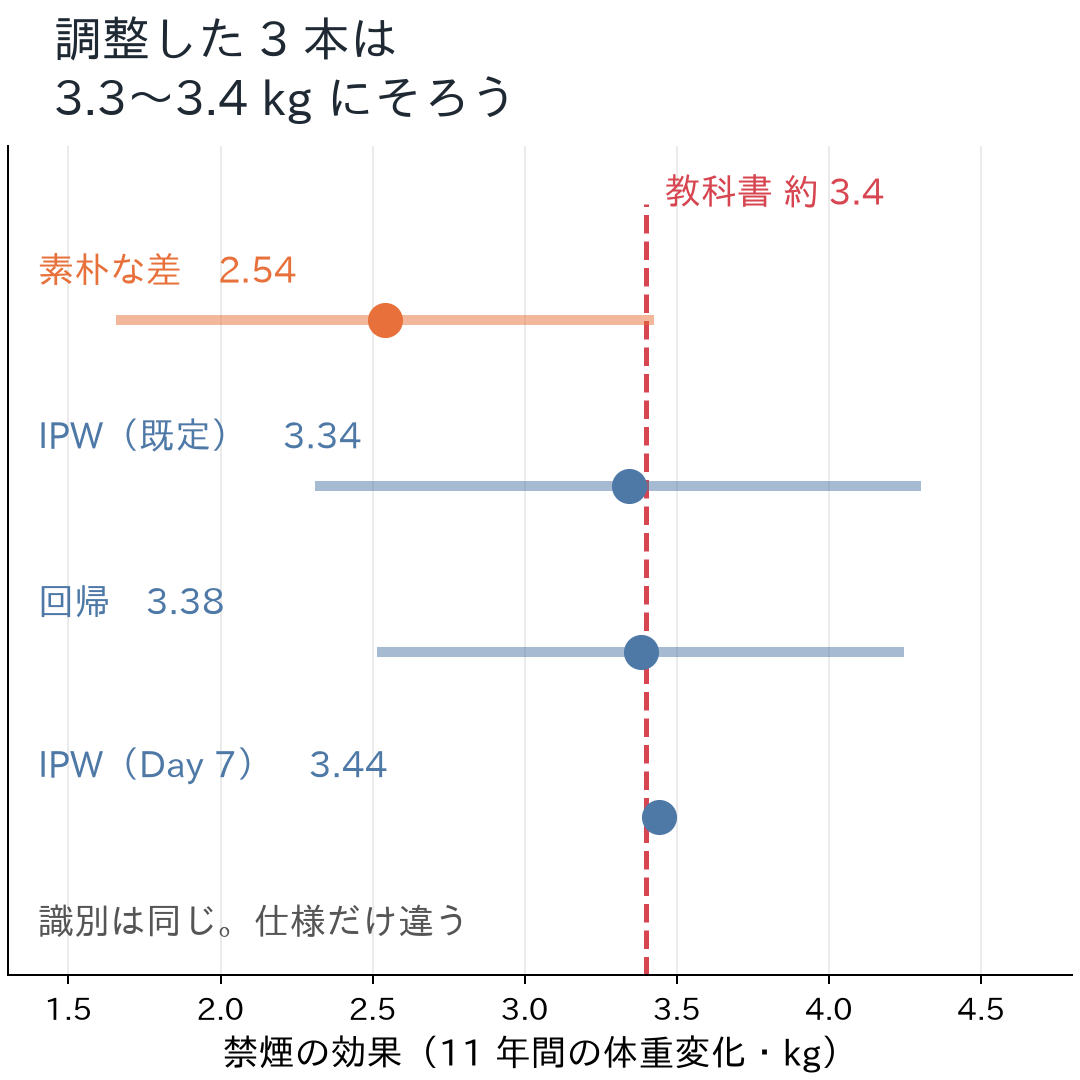 調整した 3 本は
3.3〜3.4 kg にそろう
教科書 約 3.4
素朴な差　2.54
IPW（既定）　3.34
回帰　3.38
IPW（Day 7）　3.44
識別は同じ。仕様だけ違う
1.5 2.0 2.5 3.0 3.5 4.0 4.5
禁煙の効果（11 年間の体重変化・kg）